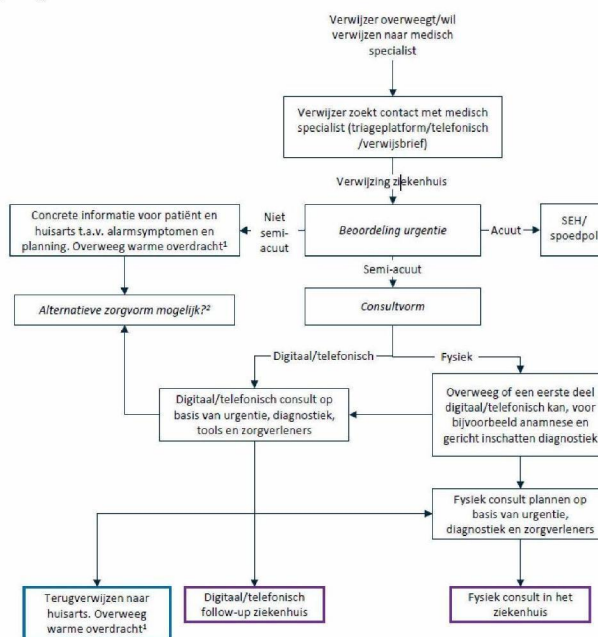 Verwijzer overweegt/wil
verwijzen naar medisch
specialist
Verwijzer zoekt contact met medisch
specialist (triageplatform/telefonisch
/verwijsbrief)
Verwijzing ziekenhuis
Concrete informatie voor patiënt en
huisarts t.a.v. alarmsymptomen en
planning. Overweeg warme overdracht¹
Niet
semi-
acuut
Beoordeling urgentie
Acuut
SEH/
spoedpoli
Semi-acuut
Alternatieve zorgvorm mogelijk?²
Consultvorm
Digitaal/telefonisch
Fysiek
Digitaal/telefonisch consult op
basis van urgentie, diagnostiek,
tools en zorgverleners
Overweeg of een eerste deel
digitaal/telefonisch kan, voor
bijvoorbeeld anamnese en
gericht inschatten diagnostiek
Fysiek consult plannen op
basis van urgentie,
diagnostiek en zorgverleners
Terugverwijzen naar
huisarts. Overweeg
warme overdracht¹
Digitaal/telefonisch
follow-up ziekenhuis
Fysiek consult in het
ziekenhuis